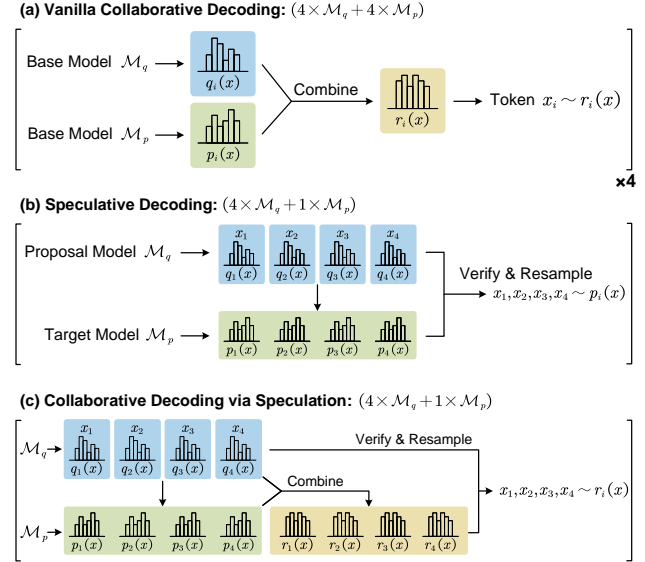 (a) Vanilla Collaborative Decoding: (4×ℳq+4×ℳp)
Base Model ℳq
qi(x)
Combine
Base Model ℳp
pi(x)
ri(x)
Token xi∼ri(x)
×4
(b) Speculative Decoding: (4×ℳq+1×ℳp)
Proposal Model ℳq
x1 x2 x3 x4
q1(x) q2(x) q3(x) q4(x)
Verify & Resample
x1,x2,x3,x4∼pi(x)
Target Model ℳp
p1(x) p2(x) p3(x) p4(x)
(c) Collaborative Decoding via Speculation: (4×ℳq+1×ℳp)
x1 x2 x3 x4
ℳq
q1(x) q2(x) q3(x) q4(x)
Verify & Resample
Combine
x1,x2,x3,x4∼ri(x)
ℳp
p1(x) p2(x) p3(x) p4(x) r1(x) r2(x) r3(x) r4(x)